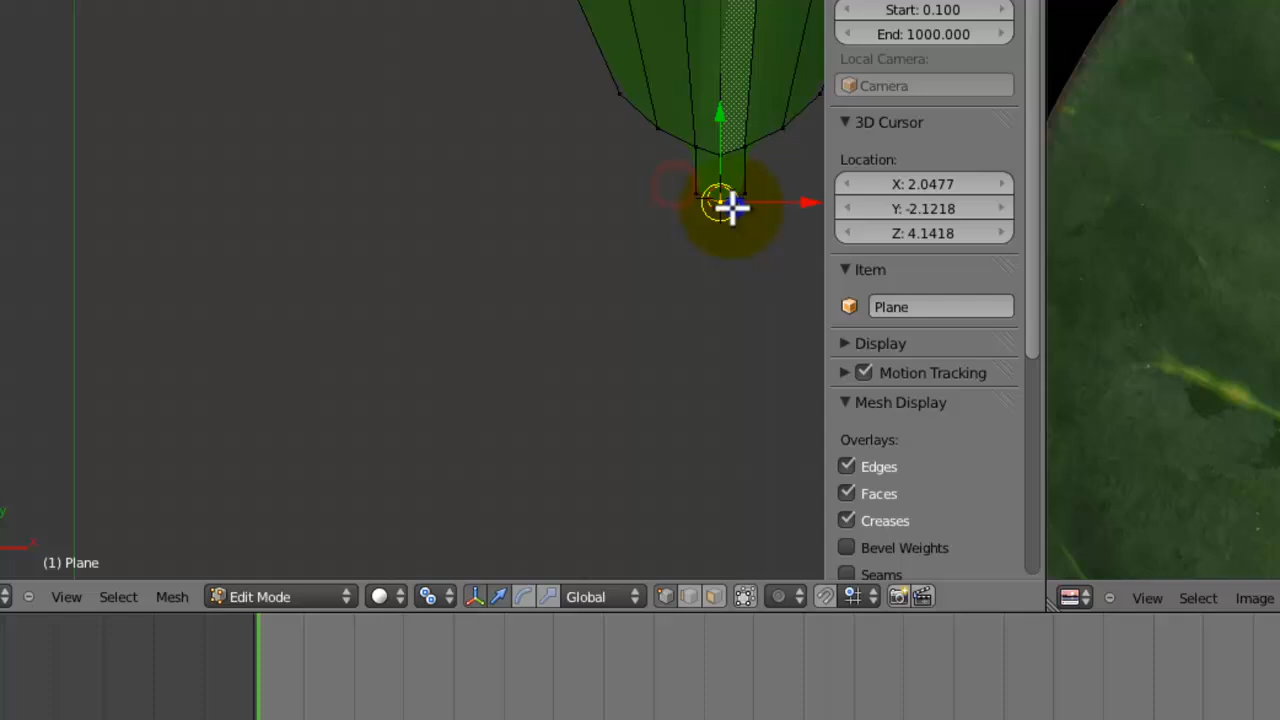 Start: 0.100
End: 1000.000
Local Camera:
Camera
3D Cursor
Location:
X: 2.0477
Y: -2.1218
Z: 4.1418
Item
Plane
Display
Motion Tracking
Mesh Display
Overlays:
Edges
Faces
Creases
Bevel Weights
Seams
y
x
(1) Plane
View Select Mesh Edit Mode Global
View Select Image